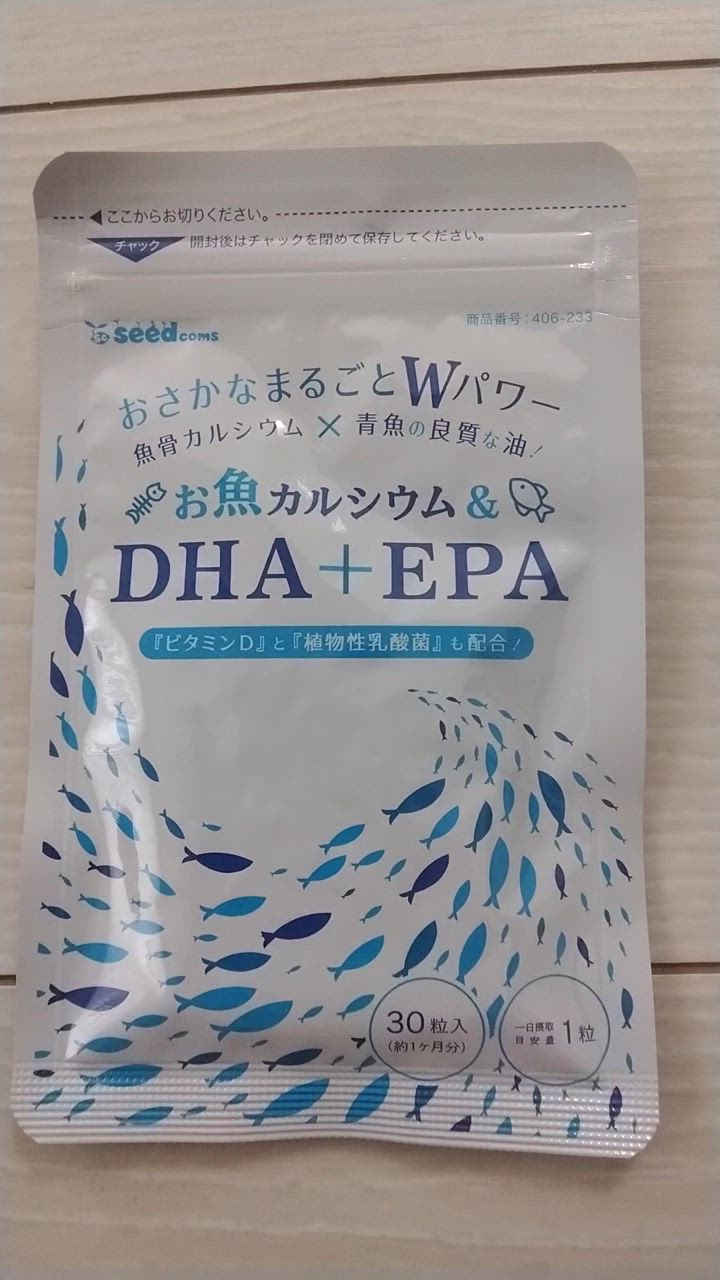 ◀ここからお切りください。
チャック 開封後はチャックを閉めて保存してください。
seedcoms
商品番号:406-233
おさかなまるごとWパワー
魚骨カルシウム×青魚の良質な油!
お魚カルシウム&
DHA+EPA
『ビタミンD』と『植物性乳酸菌』も配合!
30粒入
(約1ヶ月分)
一日摂取
目安量
1粒